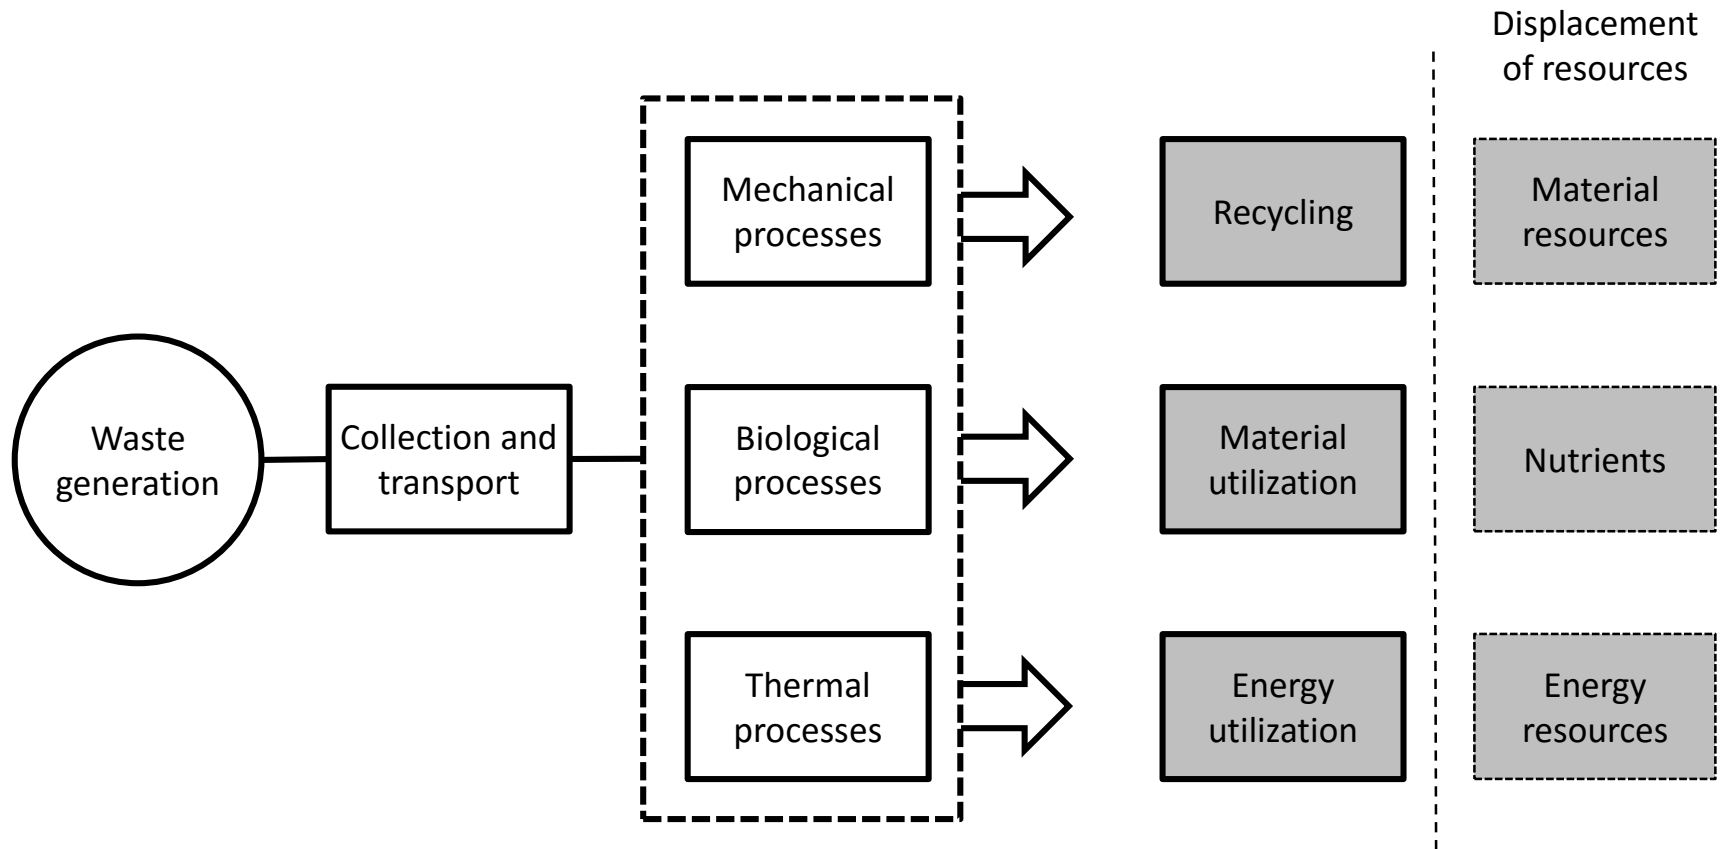 Displacement
of resources
Mechanical
processes
Recycling
Material
resources
Waste
generation
Collection and
transport
Biological
processes
Material
utilization
Nutrients
Thermal
processes
Energy
utilization
Energy
resources